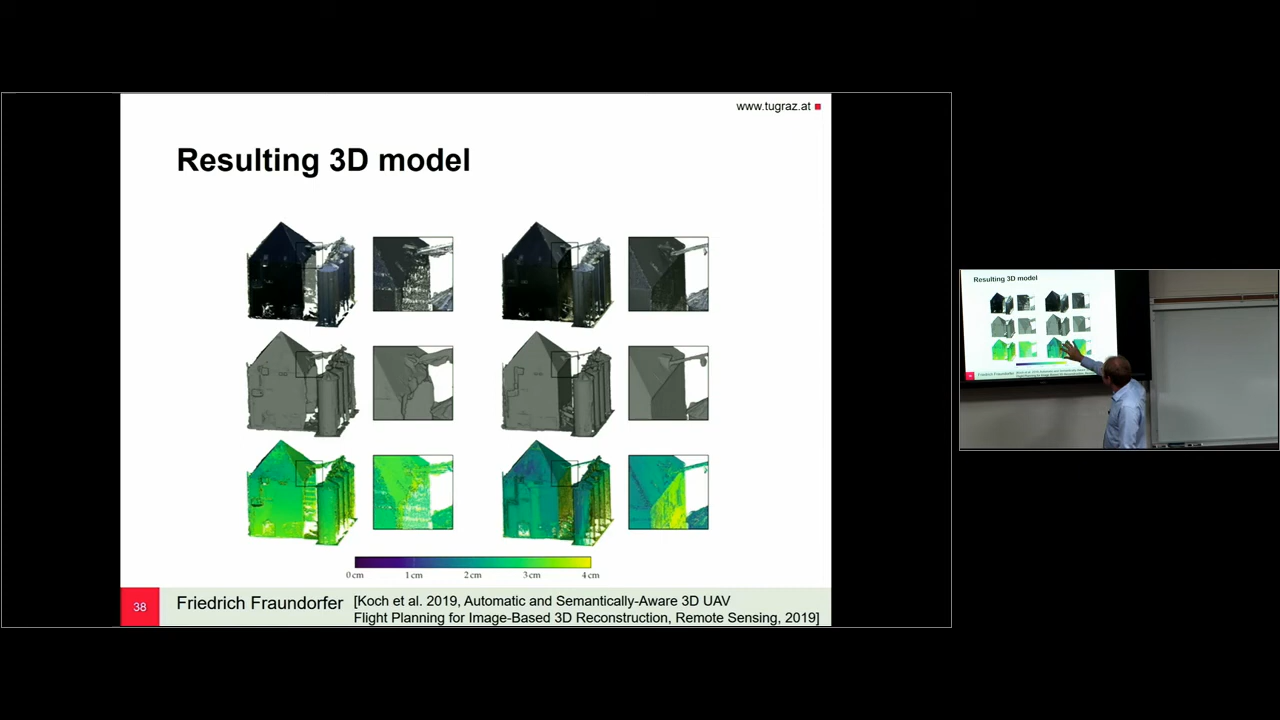 www.tugraz.at
Resulting 3D model
0 cm 1 cm 2 cm 3 cm 4 cm
38
Friedrich Fraundorfer
[Koch et al. 2019, Automatic and Semantically-Aware 3D UAV
Flight Planning for Image-Based 3D Reconstruction, Remote Sensing, 2019]
Resulting 3D model
Friedrich Fraundorfer